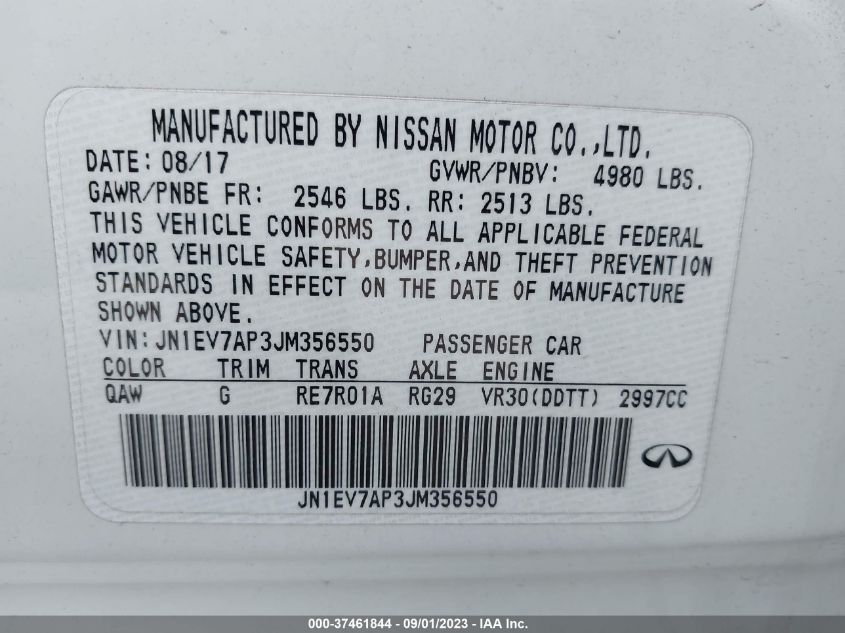 MANUFACTURED BY NISSAN MOTOR CO.,LTD.
DATE: 08/17 GVWR/PNBV: 4980 LBS.
GAWR/PNBE FR: 2546 LBS. RR: 2513 LBS.
THIS VEHICLE CONFORMS TO ALL APPLICABLE FEDERAL
MOTOR VEHICLE SAFETY,BUMPER,AND THEFT PREVENTION
STANDARDS IN EFFECT ON THE DATE OF MANUFACTURE
SHOWN ABOVE.
VIN:JN1EV7AP3JM356550 PASSENGER CAR
COLOR TRIM TRANS AXLE ENGINE
QAW G RE7R01A RG29 VR30(DDTT) 2997CC
JN1EV7AP3JM356550
000-37461844 - 09/01/2023 - IAA Inc.